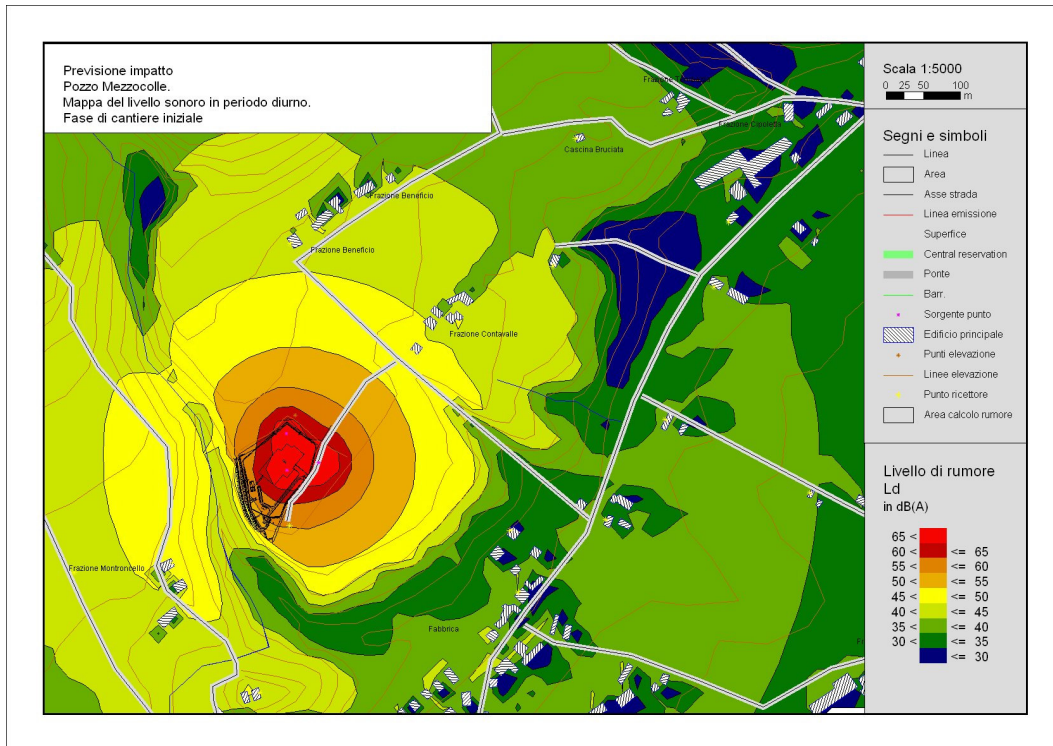 Previsione impatto
Pozzo Mezzocolle.
Mappa del livello sonoro in periodo diurno.
Fase di cantiere iniziale
Scala 1:5000
0 25 50 100
m
Segni e simboli
Linea
Area
Asse strada
Linea emissione
Superfice
Central reservation
Ponte
Barr.
Sorgente punto
Edificio principale
Punti elevazione
Linee elevazione
Punto ricettore
Area calcolo rumore
Livello di rumore
Ld
in dB(A)
65 <
60 < <= 65
55 < <= 60
50 < <= 55
45 < <= 50
40 < <= 45
35 < <= 40
30 < <= 35
<= 30
Frazione
Frazione Caioletta
Cascina Bruciata
Frazione Beneficio
Frazione Beneficio
Frazione Contavalle
Frazione Montroncello
Fabbrica